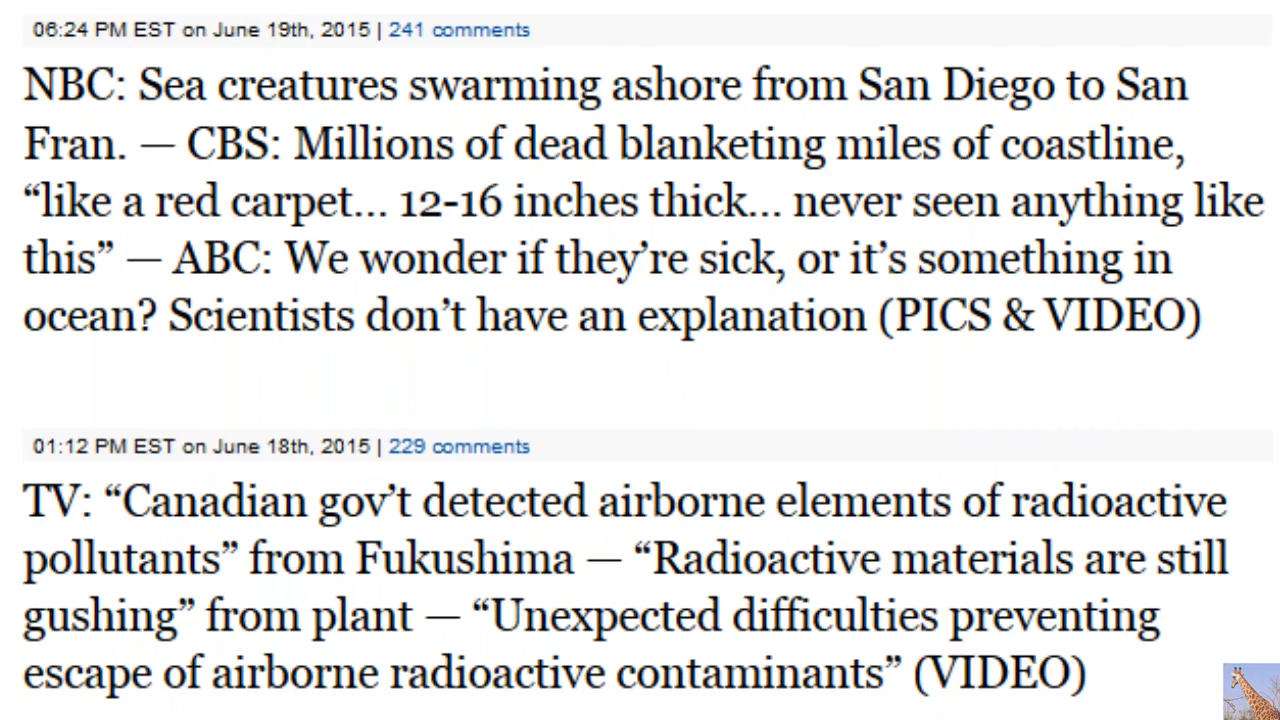 06:24 PM EST on June 19th, 2015 | 241 comments
NBC: Sea creatures swarming ashore from San Diego to San
Fran. — CBS: Millions of dead blanketing miles of coastline,
“like a red carpet… 12-16 inches thick… never seen anything like
this” — ABC: We wonder if they’re sick, or it’s something in
ocean? Scientists don’t have an explanation (PICS & VIDEO)
01:12 PM EST on June 18th, 2015 | 229 comments
TV: “Canadian gov’t detected airborne elements of radioactive
pollutants” from Fukushima — “Radioactive materials are still
gushing” from plant — “Unexpected difficulties preventing
escape of airborne radioactive contaminants” (VIDEO)